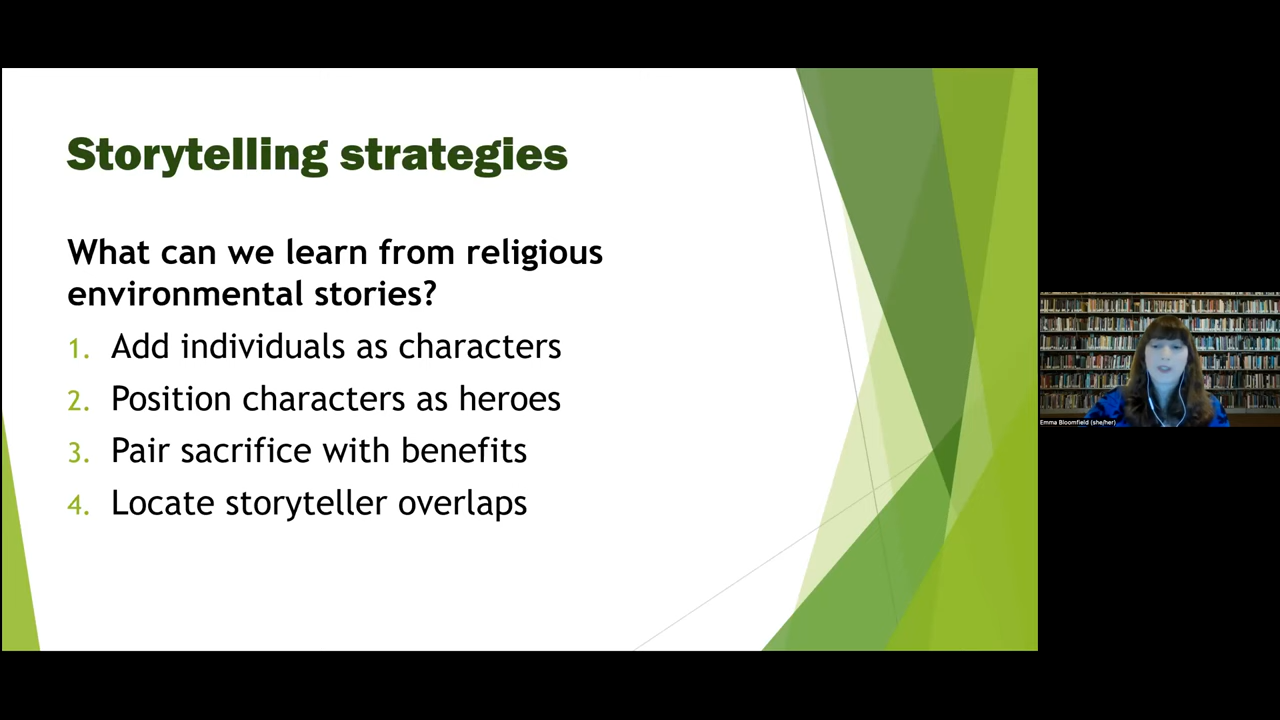 Storytelling strategies
What can we learn from religious
environmental stories?
1. Add individuals as characters
2. Position characters as heroes
3. Pair sacrifice with benefits
4. Locate storyteller overlaps
Emma Bloomfield (she/her)